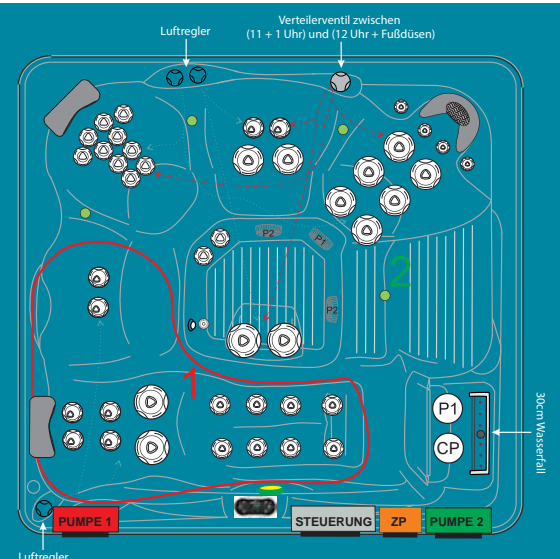 Luftregler
Verteilerventil zwischen
(11 + 1 Uhr) und (12 Uhr + Fußdüsen)
P2
P1
P2
2
1
P1
CP
30cm Wasserfall
PUMPE 1
STEUERUNG
ZP
PUMPE 2
Luftregler